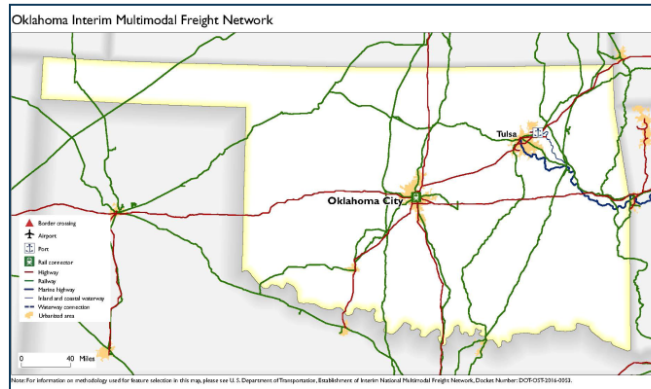 Oklahoma Interim Multimodal Freight Network
Tulsa
Oklahoma City
Border crossing
Airport
Port
Rail connector
Highway
Railway
Marine highway
Inland and coastal waterway
Waterway connection
Urbanized area
0 40 Miles
Note: For information on methodology used for feature selection in this map, please see U. S. Department of Transportation, Establishment of Interim National Multimodal Freight Network, Docket Number: DOT-OST-2016-0053.